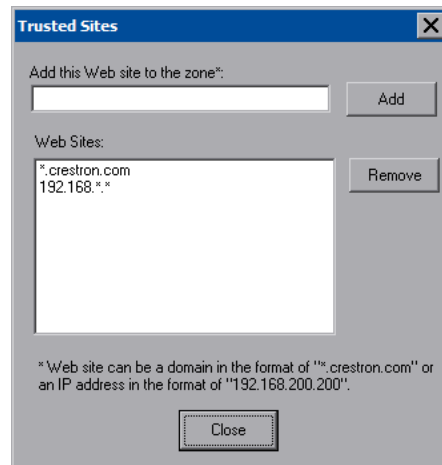 Trusted Sites
Add this Web site to the zone*:
Add
Web Sites:
*.crestron.com
192.168.*.*
Remove
* Web site can be a domain in the format of "*.crestron.com" or
an IP address in the format of "192.168.200.200".
Close